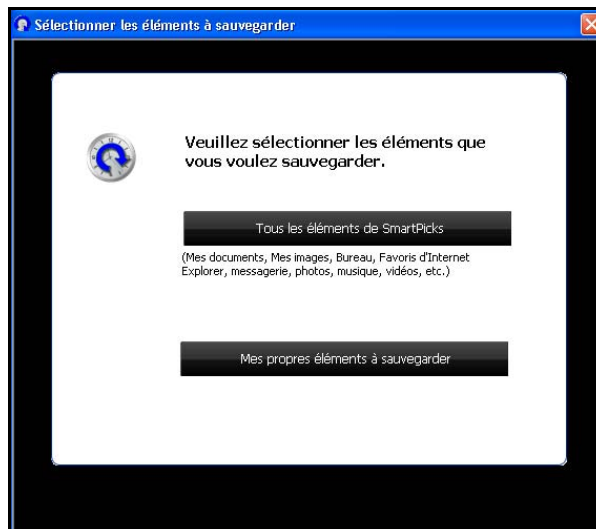 Sélectionner les éléments à sauvegarder
Veuillez sélectionner les éléments que
vous voulez sauvegarder.
Tous les éléments de SmartPicks
(Mes documents, Mes images, Bureau, Favoris d'Internet
Explorer, messagerie, photos, musique, vidéos, etc.)
Mes propres éléments à sauvegarder